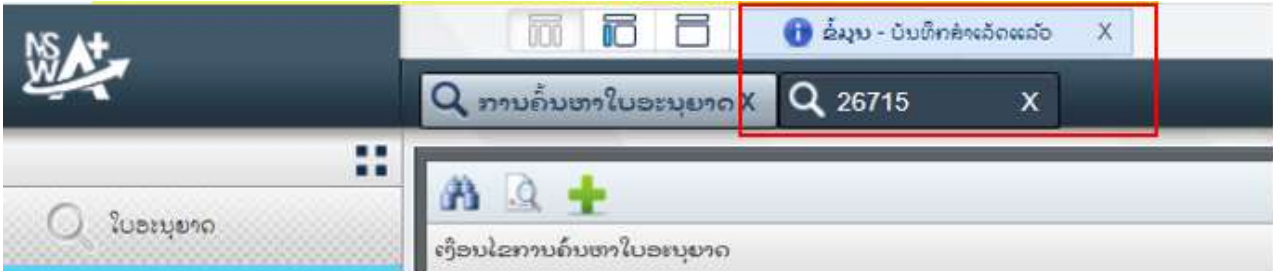 NSW A+
ຂໍ້ມູນ - ບັນທຶກສຳເລັດແລ້ວ X
ການຄົ້ນຫາໃບອະນຸຍາດ X 26715 X
ໃບອະນຸຍາດ
ເງື່ອນໄຂການຄົ້ນຫາໃບອະນຸຍາດ